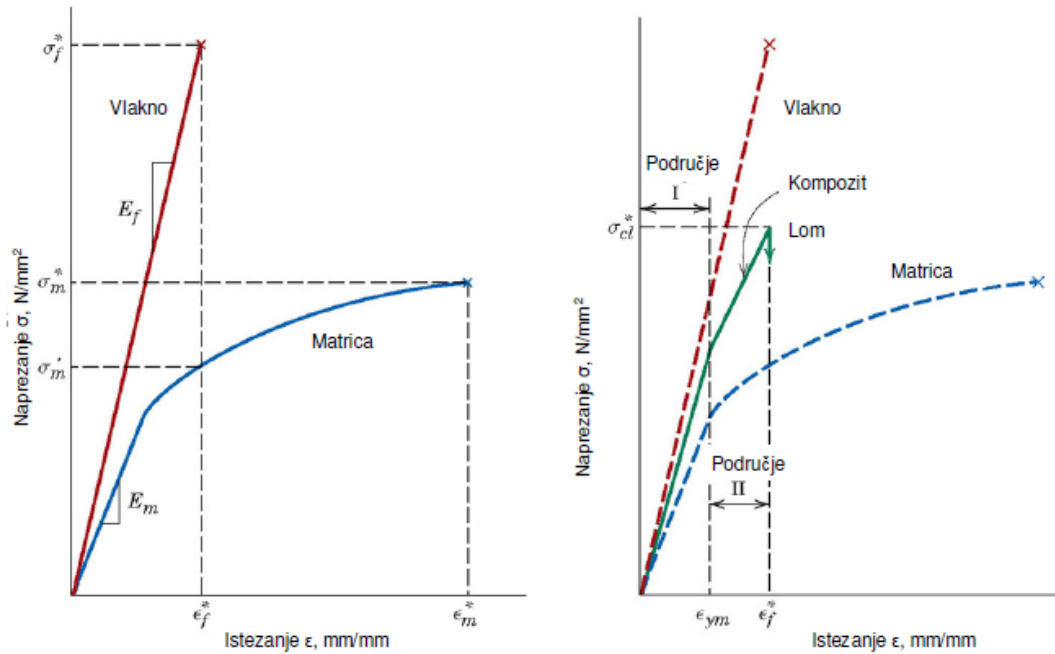 σ*f
Vlakno
Ef
σ*m
σ'm
Matrica
Em
Naprezanje σ, N/mm²
ϵ*f
ϵ*m
Istezanje ε, mm/mm
Vlakno
Područje
I
Kompozit
σ*cl
Lom
Matrica
Područje
II
Naprezanje σ, N/mm²
ϵym
ϵ*f
Istezanje ε, mm/mm